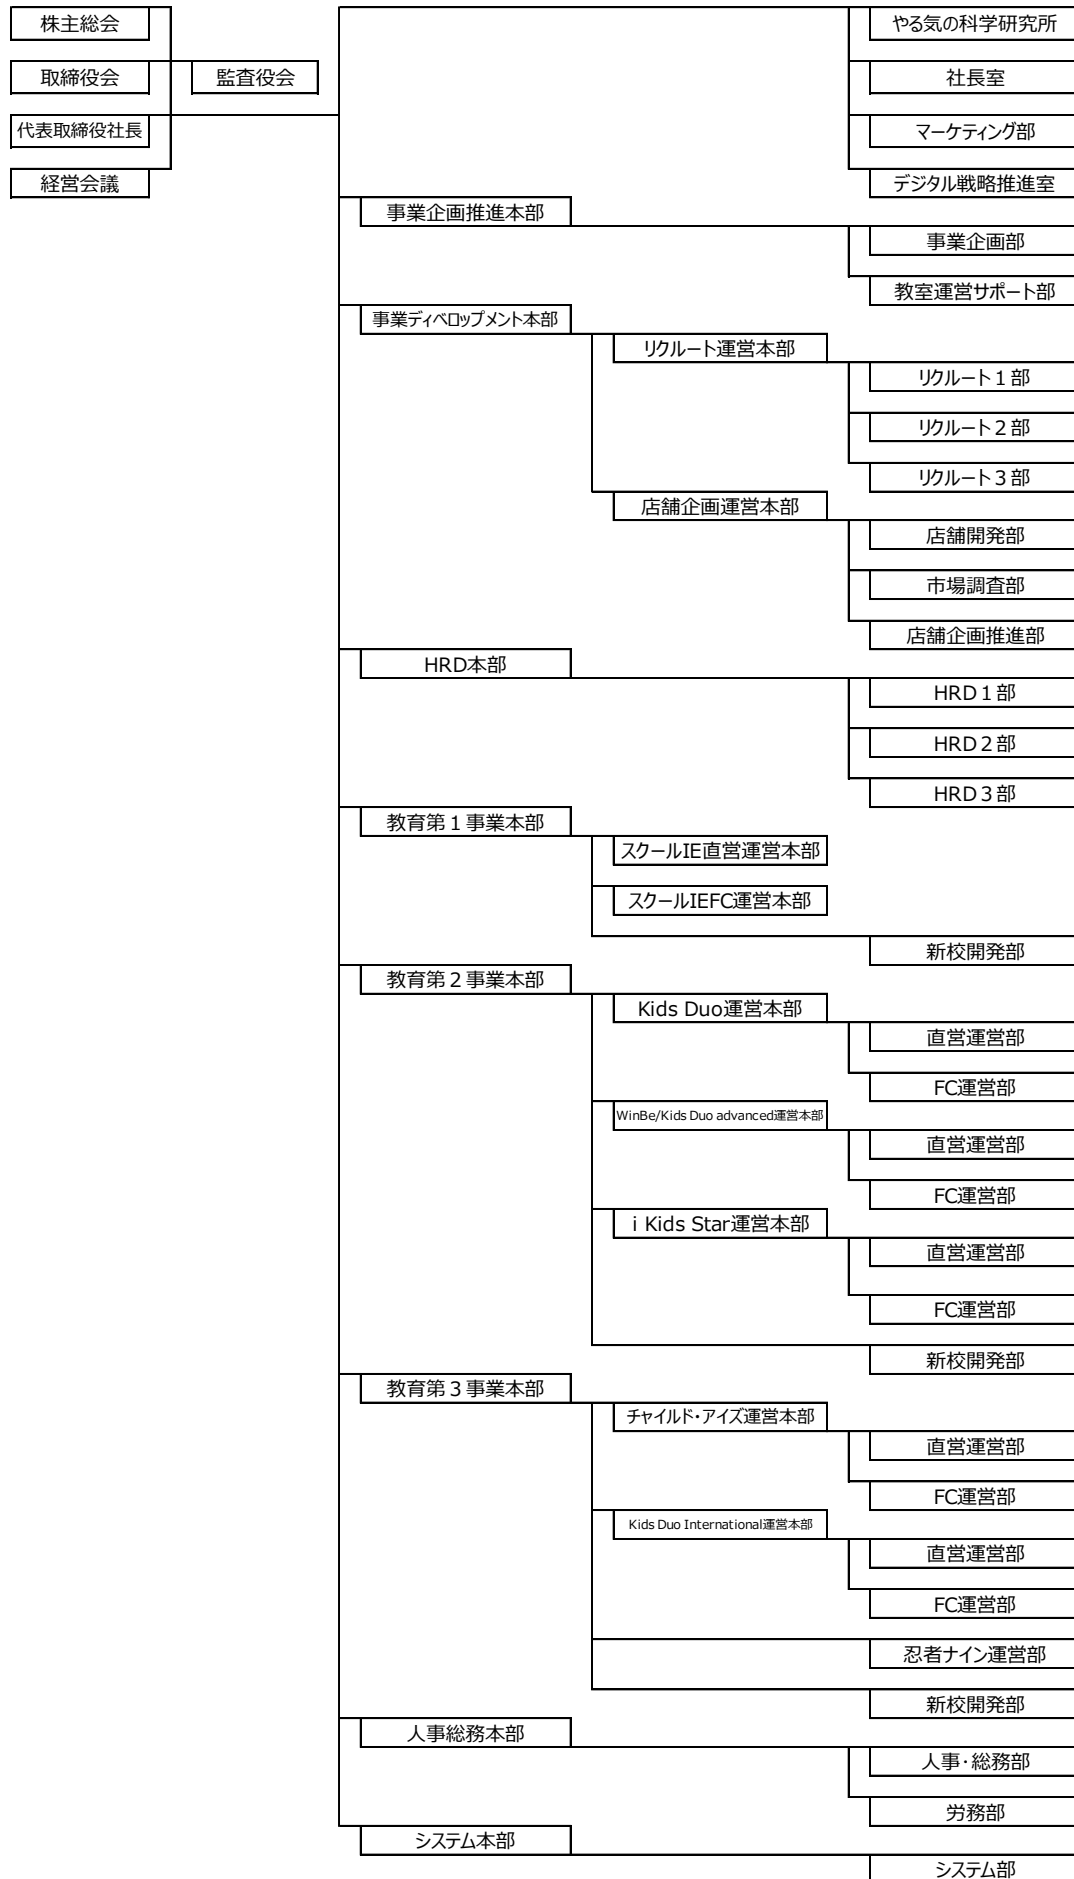 株主総会
やる気の科学研究所
取締役会
監査役会
社長室
代表取締役社長
マーケティング部
経営会議
デジタル戦略推進室
事業企画推進本部
事業企画部
教室運営サポート部
事業ディベロップメント本部
リクルート運営本部
リクルート１部
リクルート２部
リクルート３部
店舗企画運営本部
店舗開発部
市場調査部
店舗企画推進部
HRD本部
HRD１部
HRD２部
HRD３部
教育第１事業本部
スクールIE直営運営本部
スクールIEFC運営本部
新校開発部
教育第２事業本部
Kids Duo運営本部
直営運営部
FC運営部
WinBe/Kids Duo advanced運営本部
直営運営部
FC運営部
i Kids Star運営本部
直営運営部
FC運営部
新校開発部
教育第３事業本部
チャイルド・アイズ運営本部
直営運営部
FC運営部
Kids Duo International運営本部
直営運営部
FC運営部
忍者ナイン運営部
新校開発部
人事総務本部
人事・総務部
労務部
システム本部
システム部